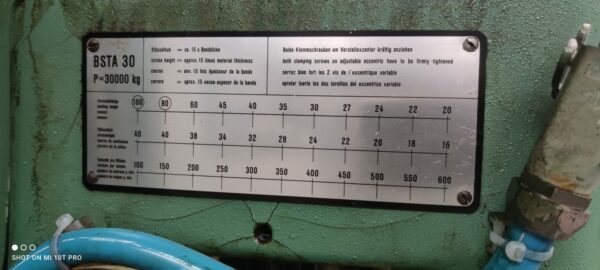 BSTA 30
P=30000 kg
Stösselhub = ca. 15 x Banddicke
stroke height = approx 15 times material thickness
course = env. 15 fois épaisseur de la bande
carrera = aprox. 15 veces espesor de la banda
Beide Klemmschrauben am Verstellexzenter kräftig anziehen
both clamping screws on adjustable eccentric have to be firmly tightened
serrez bien fort les 2 vis de l'excentrique variable
apretar fuerte los dos tornillos del excentrico variable
100 80 60 45 40 35 30 27 24 22 20
Stösselhub
40 40 38 34 32 28 24 22 20 18 16
100 150 200 250 300 350 400 450 500 550 600
SHOT ON MI 10T PRO